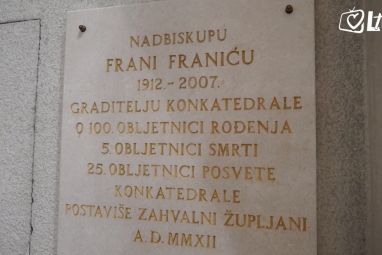 NADBISKUPU
FRANI FRANIĆU
1912.-2007.
GRADITELJU KONKATEDRALE
O 100. OBLJETNICI ROĐENJA
5. OBLJETNICI SMRTI
25. OBLJETNICI POSVETE
KONKATEDRALE
POSTAVIŠE ZAHVALNI ŽUPLJANI
A.D. MMXII